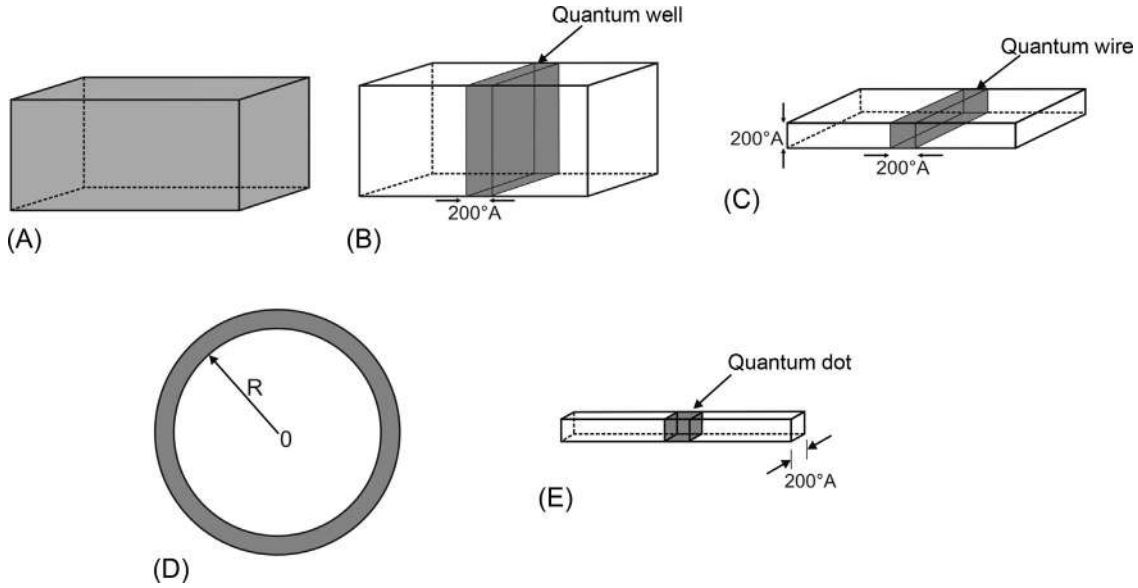 Quantum well
Quantum wire
200°A
200°A
200°A
(A)
(B)
(C)
R
0
Quantum dot
200°A
(D)
(E)